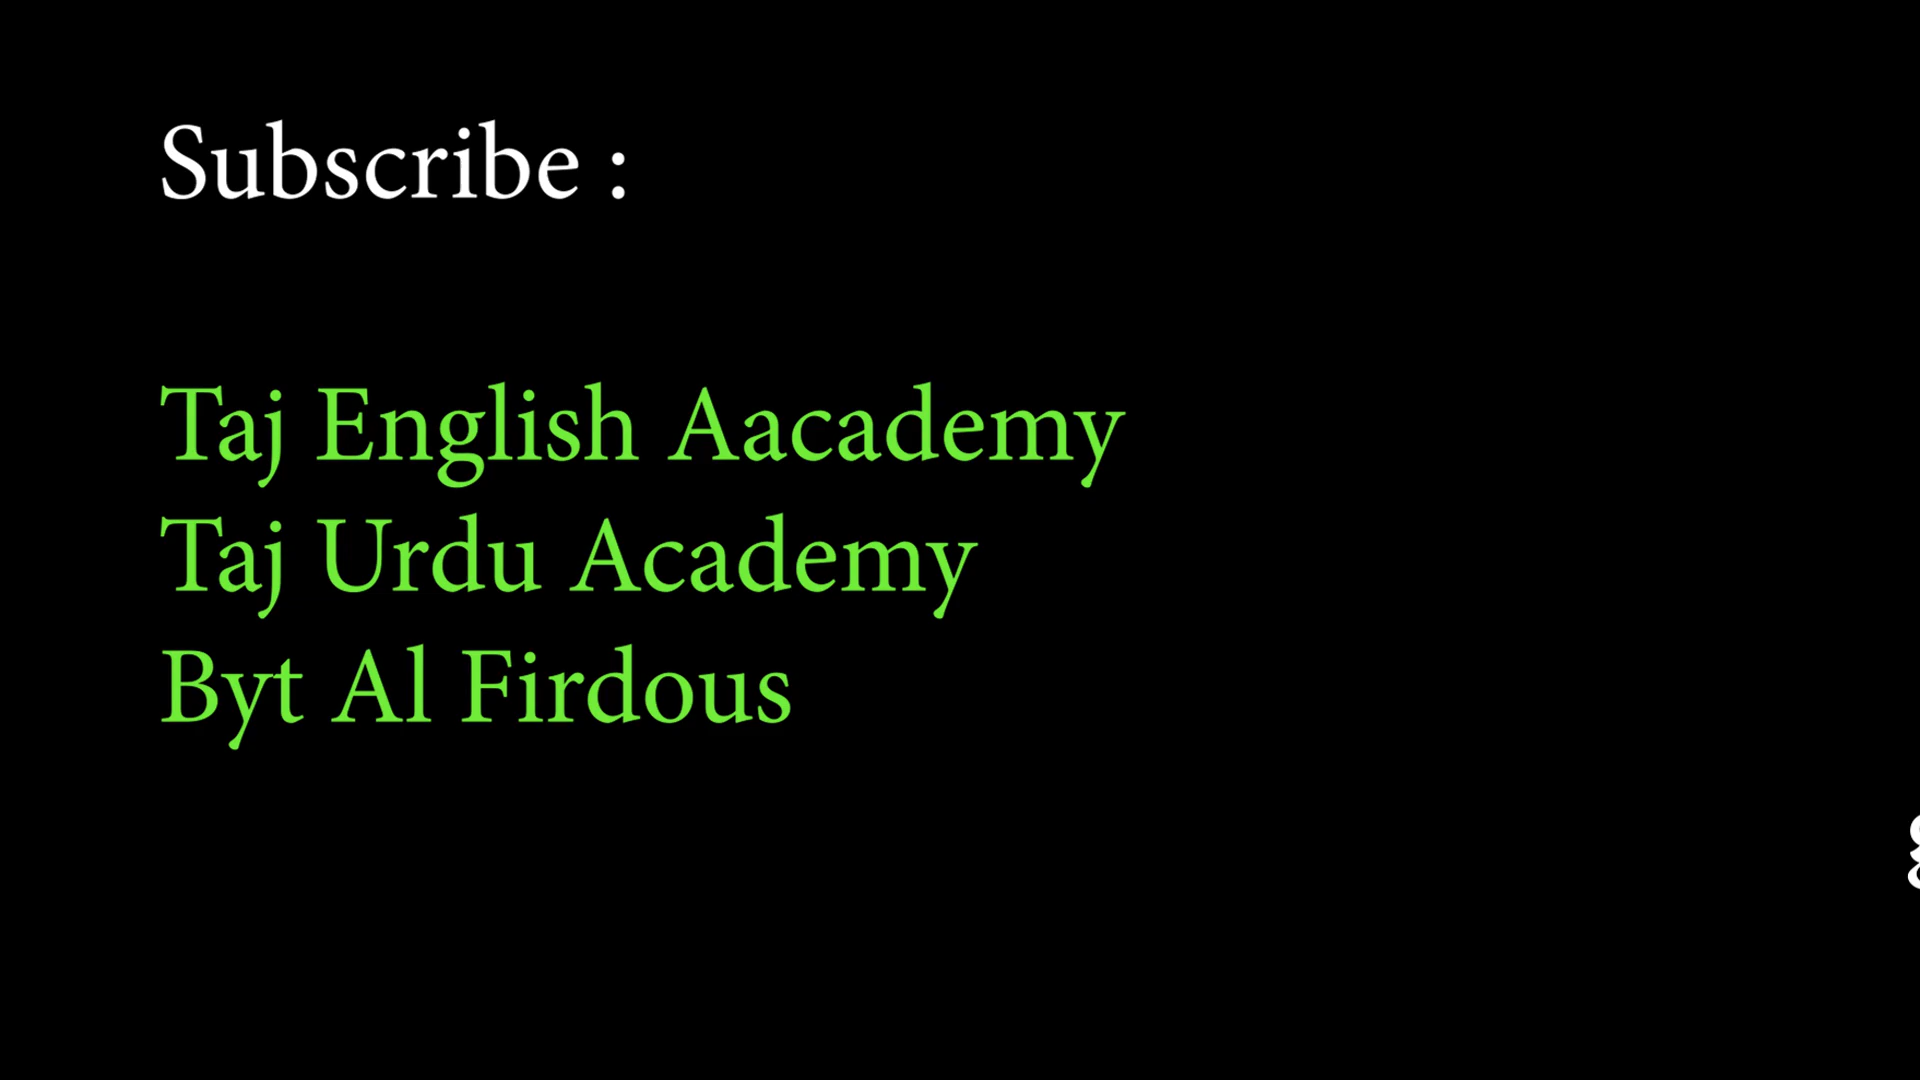 Subscribe :
Taj English Aacademy
Taj Urdu Academy
Byt Al Firdous